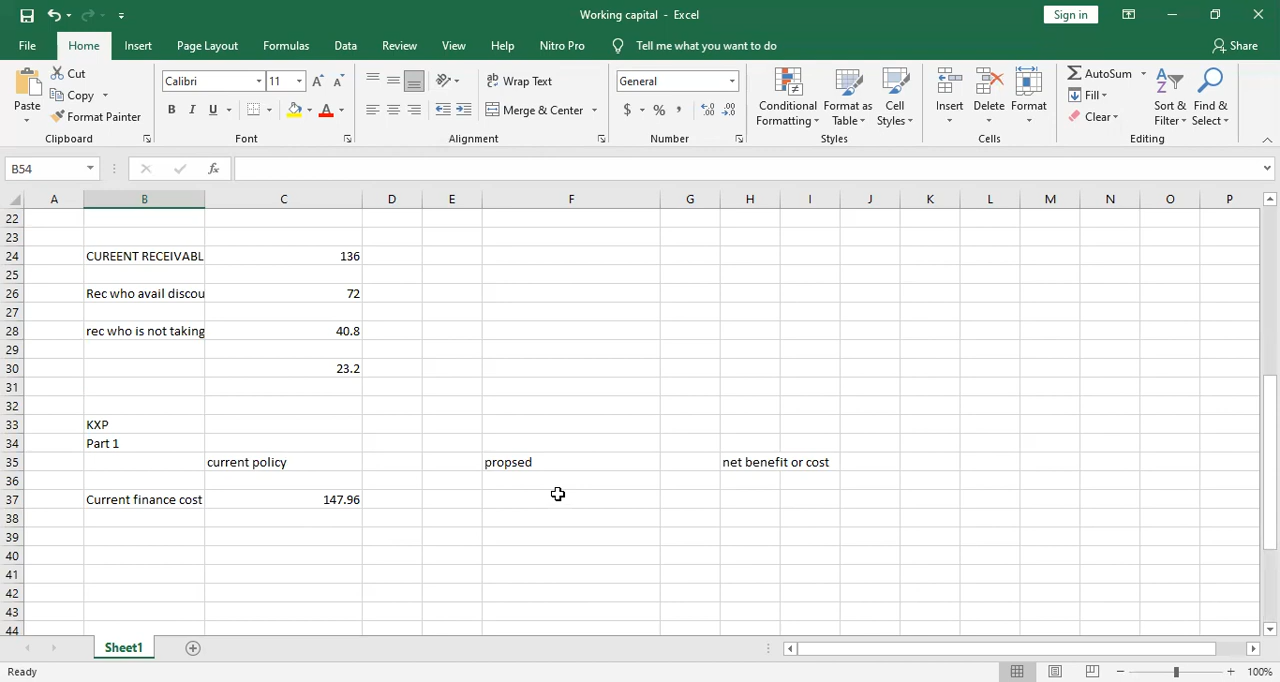 Working capital - Excel
Sign in
File Home Insert Page Layout Formulas Data Review View Help Nitro Pro Tell me what you want to do Share
Paste
Cut
Copy
Format Painter
Clipboard
Calibri 11
B I U
Font
Wrap Text
Merge & Center
Alignment
General
$ % ,
Number
Conditional Formatting
Format as Table
Cell Styles
Styles
Insert
Delete
Format
Cells
AutoSum
Fill
Clear
Sort & Filter
Find & Select
Editing
B54
fx
A B C D E F G H I J K L M N O P
22
23
24 CUREENT RECEIVABL 136
25
26 Rec who avail discou 72
27
28 rec who is not taking 40.8
29
30 23.2
31
32
33 KXP
34 Part 1
35 current policy propsed net benefit or cost
36
37 Current finance cost 147.96
38
39
40
41
42
43
44
Sheet1
Ready
100%